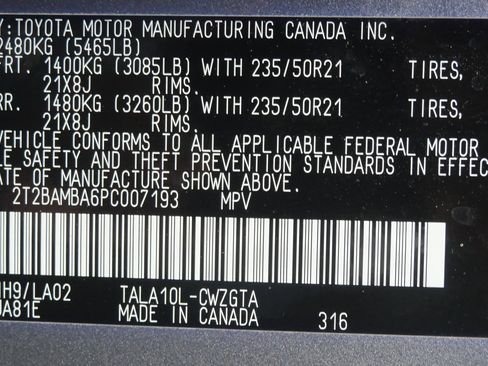 Y:TOYOTA MOTOR MANUFACTURING CANADA INC.
2480KG (5465LB)
FRT. 1400KG (3085LB) WITH 235/50R21 TIRES,
21X8J RIMS.
RR. 1480KG (3260LB) WITH 235/50R21 TIRES,
21X8J RIMS.
VEHICLE CONFORMS TO ALL APPLICABLE FEDERAL MOTOR
LE SAFETY AND THEFT PREVENTION STANDARDS IN EFFEC
ATE OF MANUFACTURE SHOWN ABOVE.
2T2BAMBA6PC007193 MPV
1H9/LA02 TALA10L-CWZGTA
UA81E MADE IN CANADA 316